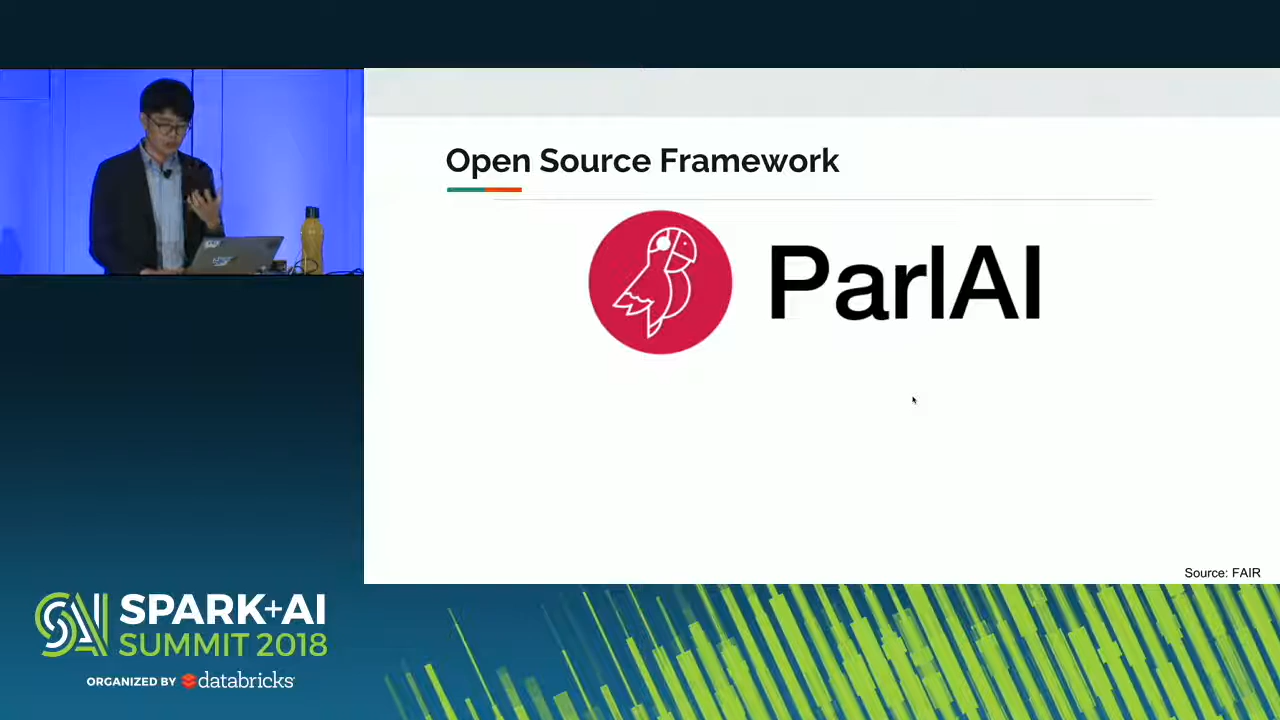 Open Source Framework
ParlAI
Source: FAIR
SPARK+AI
SUMMIT 2018
ORGANIZED BY databricks